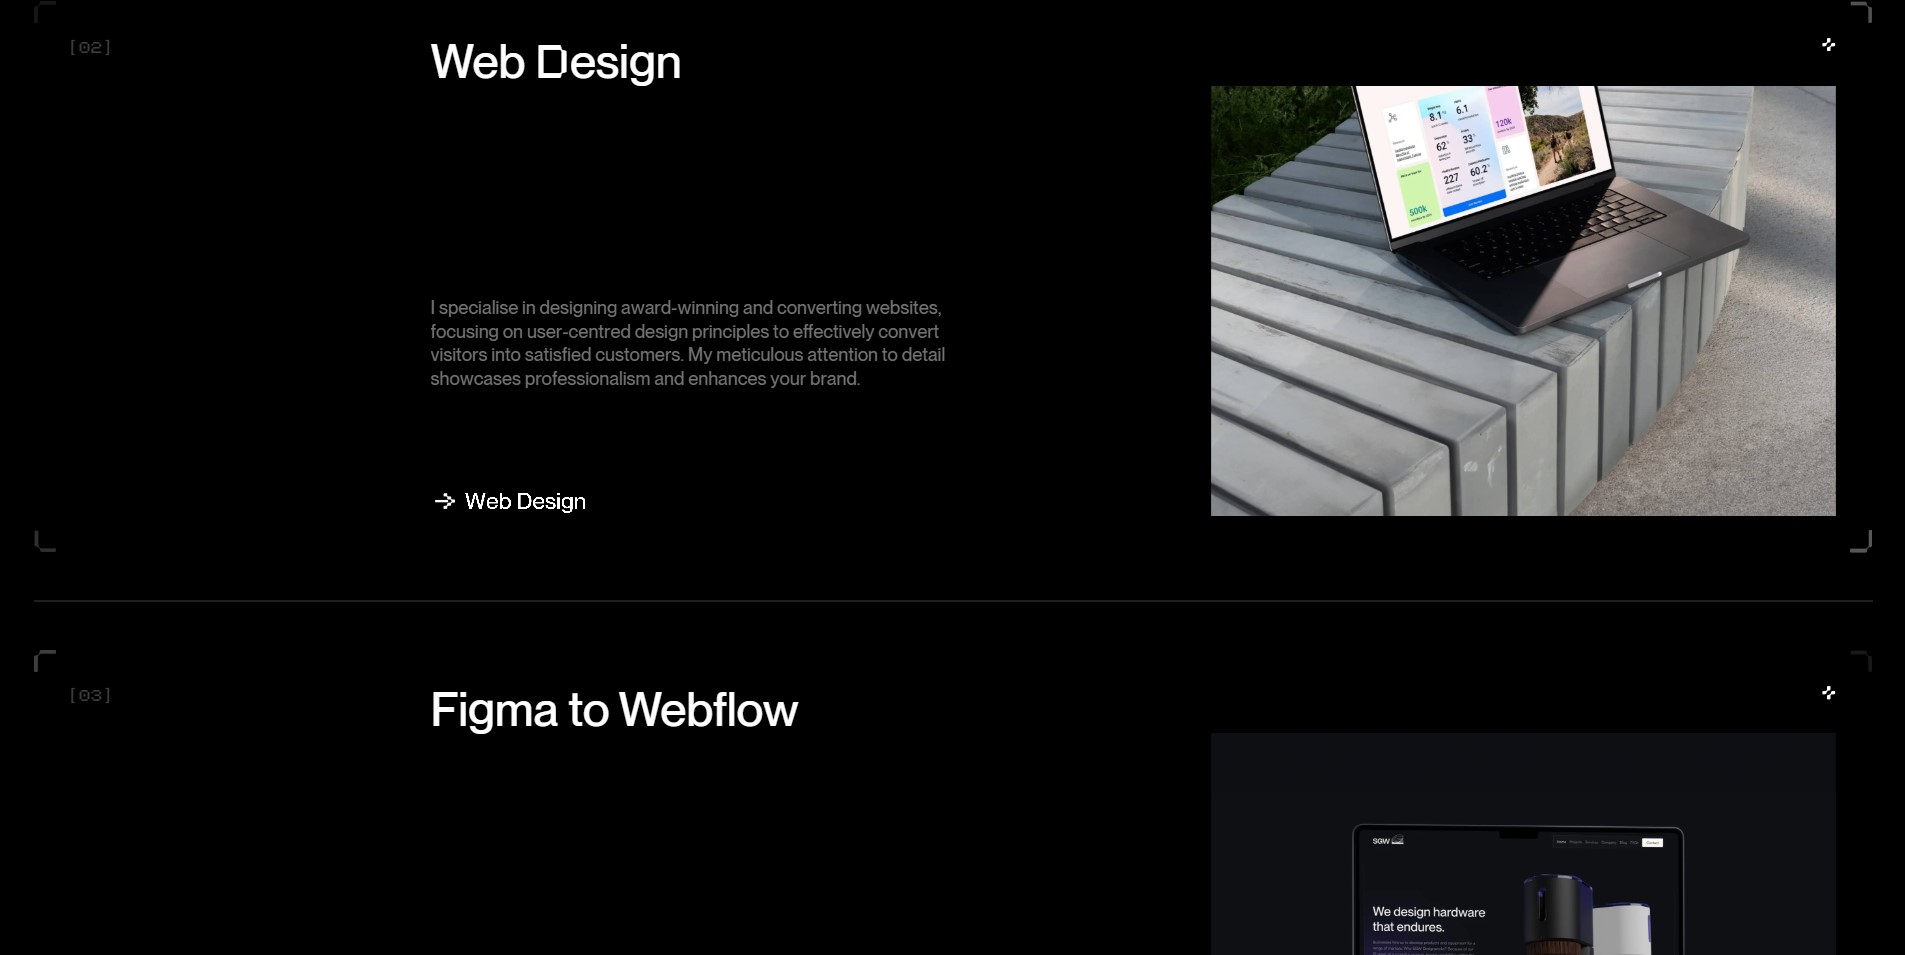 [02]
Web Design
8.1
6.1
120k
62
33
227
60.2
500k
I specialise in designing award-winning and converting websites,
focusing on user-centred design principles to effectively convert
visitors into satisfied customers. My meticulous attention to detail
showcases professionalism and enhances your brand.
Web Design
[03]
Figma to Webflow
SGW
We design hardware
that endures.